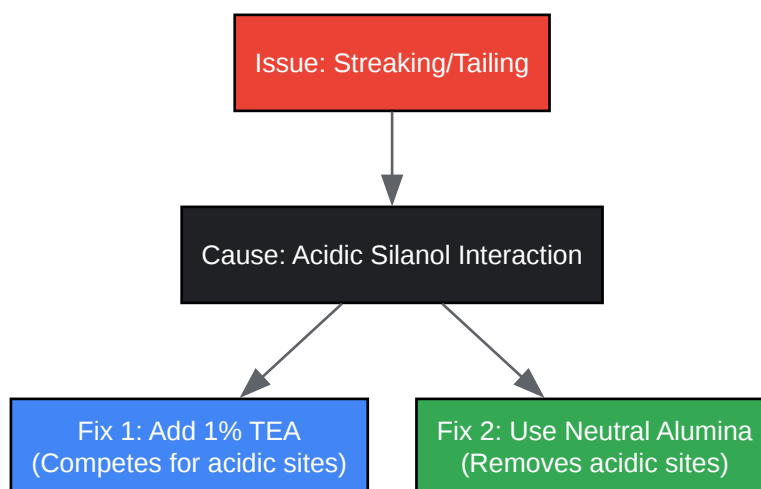 Issue: Streaking/Tailing
Cause: Acidic Silanol Interaction
Fix 1: Add 1% TEA
(Competes for acidic sites)
Fix 2: Use Neutral Alumina
(Removes acidic sites)